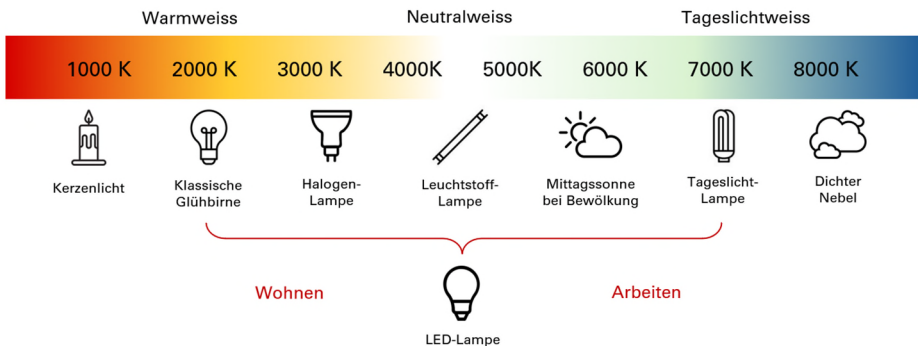 Warmweiss Neutralweiss Tageslichtweiss
1000 K 2000 K 3000 K 4000K 5000K 6000 K 7000 K 8000 K
Kerzenlicht
Klassische
Glühbirne
Halogen-
Lampe
Leuchtstoff-
Lampe
Mittagssonne
bei Bewölkung
Tageslicht-
Lampe
Dichter
Nebel
Wohnen
Arbeiten
LED-Lampe